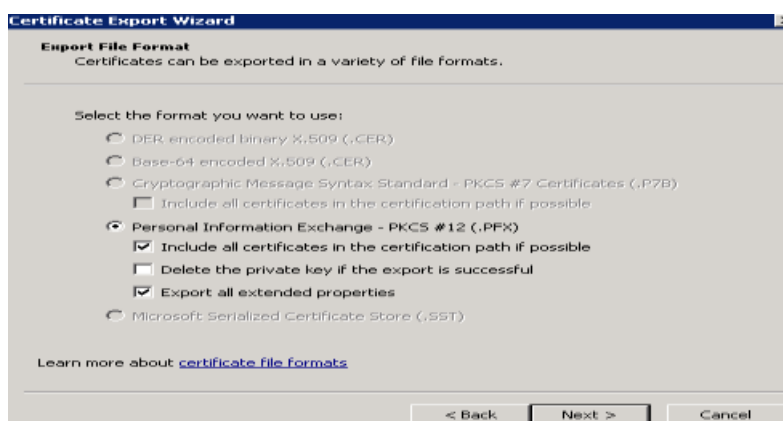 Certificate Export Wizard
Export File Format
Certificates can be exported in a variety of file formats.
Select the format you want to use:
DER encoded binary X.509 (.CER)
Base-64 encoded X.509 (.CER)
Cryptographic Message Syntax Standard - PKCS #7 Certificates (.P7B)
Include all certificates in the certification path if possible
Personal Information Exchange - PKCS #12 (.PFX)
Include all certificates in the certification path if possible
Delete the private key if the export is successful
Export all extended properties
Microsoft Serialized Certificate Store (.SST)
Learn more about certificate file formats
< Back Next > Cancel